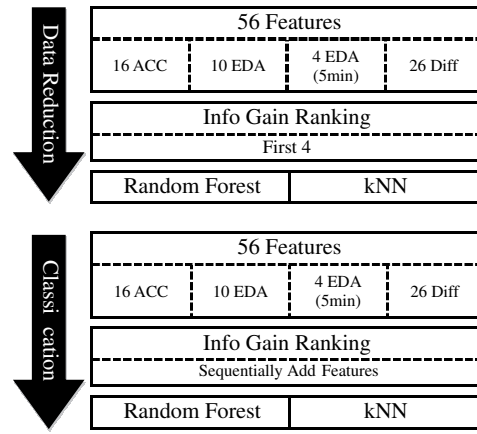 Data Reduction
56 Features
16 ACC 10 EDA 4 EDA (5min) 26 Diff
Info Gain Ranking
First 4
Random Forest kNN
Classi cation
56 Features
16 ACC 10 EDA 4 EDA (5min) 26 Diff
Info Gain Ranking
Sequentially Add Features
Random Forest kNN